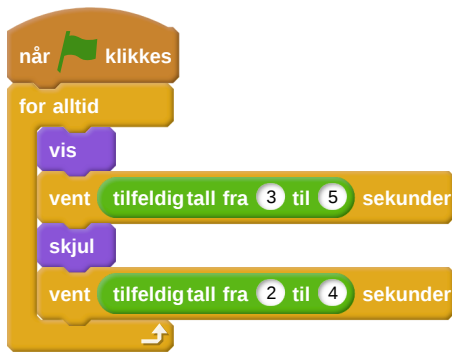 når klikkes
for alltid
vis
vent tilfeldig tall fra 3 til 5 sekunder
skjul
vent tilfeldig tall fra 2 til 4 sekunder